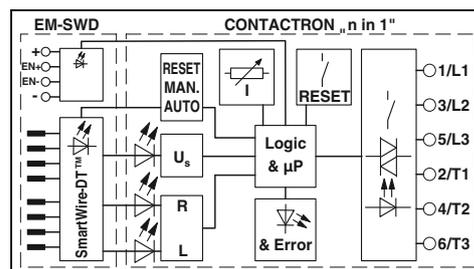 EM-SWD
CONTACTRON „n in 1"
+
EN+
EN-
-
SmartWire-DT™
RESET
MAN.
AUTO
I
RESET
Us
R
L
Logic
& µP
& Error
1/L1
3/L2
5/L3
2/T1
4/T2
6/T3